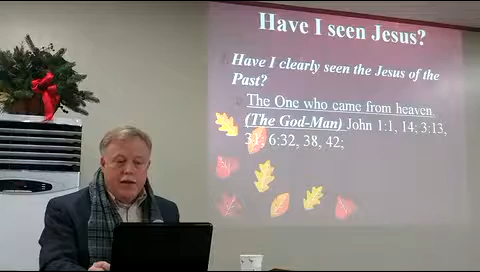 Have I seen Jesus?
Have I clearly seen the Jesus of the
Past?
The One who came from heaven
(The God-Man) John 1:1, 14; 3:13,
31; 6:32, 38, 42;